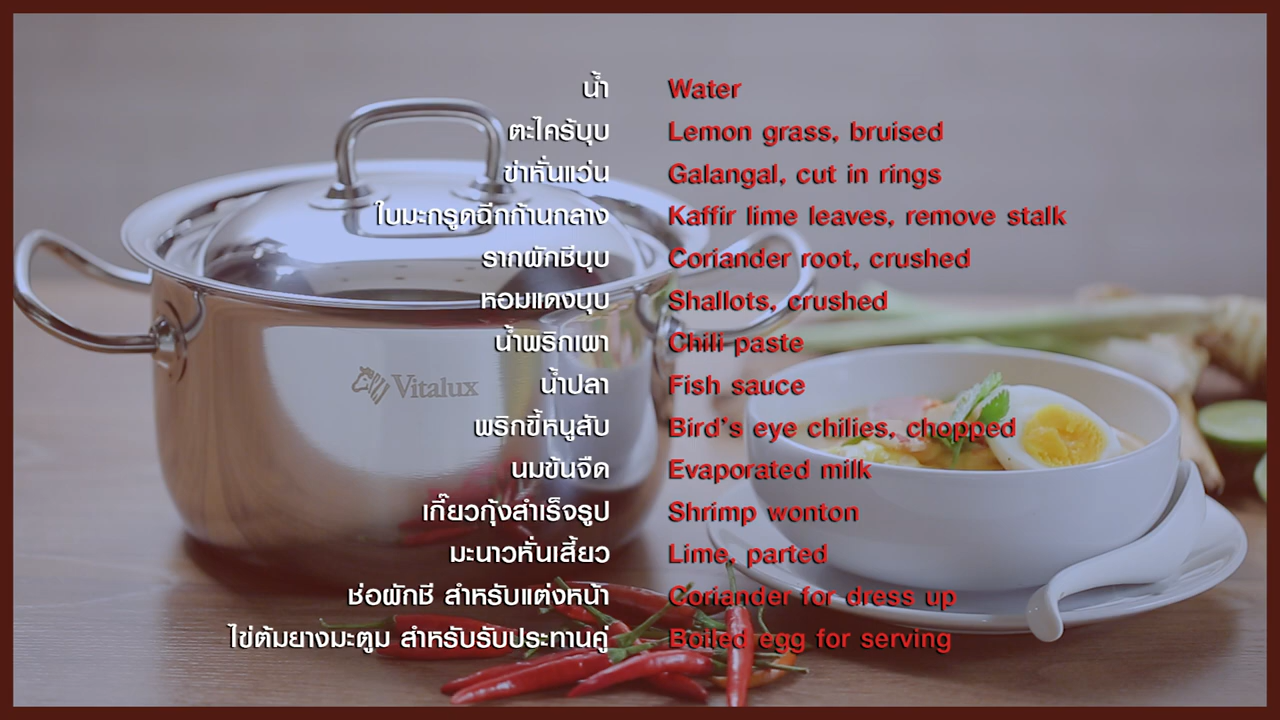 น้ำ Water
ตะไคร้บุบ Lemon grass, bruised
ข่าหั่นแว่น Galangal, cut in rings
ใบมะกรูดฉีกก้านกลาง Kaffir lime leaves, remove stalk
รากผักชีบุบ Coriander root, crushed
หอมแดงบุบ Shallots, crushed
น้ำพริกเผา Chili paste
Vitalux
น้ำปลา Fish sauce
พริกขี้หนูสับ Bird's eye chilies, chopped
นมข้นจืด Evaporated milk
เกี๊ยวกุ้งสำเร็จรูป Shrimp wonton
มะนาวหั่นเสี้ยว Lime, parted
ช่อผักชี สำหรับแต่งหน้า Coriander for dress up
ไข่ต้มยางมะตูม สำหรับรับประทานคู่ Boiled egg for serving